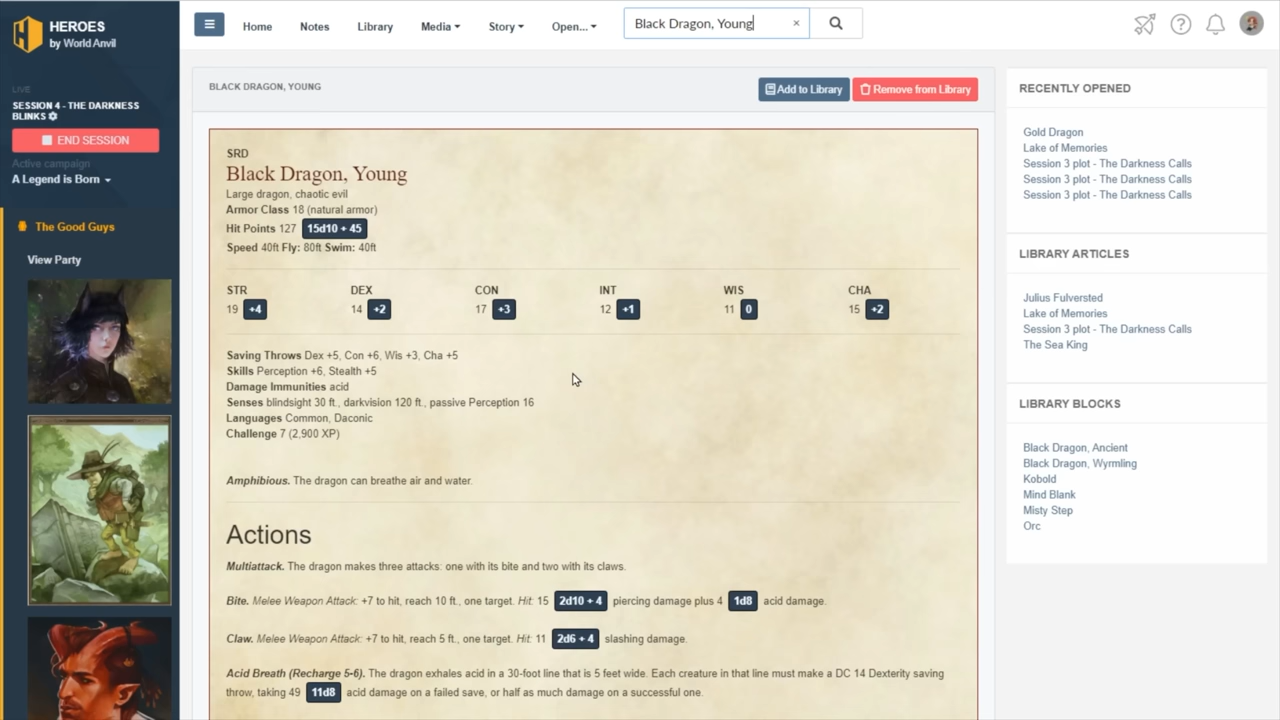 HEROES
by World Anvil
LIVE
SESSION 4 - THE DARKNESS
BLINKS
END SESSION
Active campaign
A Legend is Born
The Good Guys
View Party
Home
Notes
Library
Media
Story
Open...
Black Dragon, Young
×
BLACK DRAGON, YOUNG
Add to Library
Remove from Library
SRD
Black Dragon, Young
Large dragon, chaotic evil
Armor Class 18 (natural armor)
Hit Points 127 15d10 + 45
Speed 40ft Fly: 80ft Swim: 40ft
STR DEX CON INT WIS CHA
19 +4 14 +2 17 +3 12 +1 11 0 15 +2
Saving Throws Dex +5, Con +6, Wis +3, Cha +5
Skills Perception +6, Stealth +5
Damage Immunities acid
Senses blindsight 30 ft., darkvision 120 ft., passive Perception 16
Languages Common, Daconic
Challenge 7 (2,900 XP)
Amphibious. The dragon can breathe air and water.
Actions
Multiattack. The dragon makes three attacks: one with its bite and two with its claws.
Bite. Melee Weapon Attack: +7 to hit, reach 10 ft., one target. Hit: 15 2d10 + 4 piercing damage plus 4 1d8 acid damage.
Claw. Melee Weapon Attack: +7 to hit, reach 5 ft., one target. Hit: 11 2d6 + 4 slashing damage.
Acid Breath (Recharge 5-6). The dragon exhales acid in a 30-foot line that is 5 feet wide. Each creature in that line must make a DC 14 Dexterity saving
throw, taking 49 11d8 acid damage on a failed save, or half as much damage on a successful one.
RECENTLY OPENED
Gold Dragon
Lake of Memories
Session 3 plot - The Darkness Calls
Session 3 plot - The Darkness Calls
Session 3 plot - The Darkness Calls
LIBRARY ARTICLES
Julius Fulversted
Lake of Memories
Session 3 plot - The Darkness Calls
The Sea King
LIBRARY BLOCKS
Black Dragon, Ancient
Black Dragon, Wyrmling
Kobold
Mind Blank
Misty Step
Orc